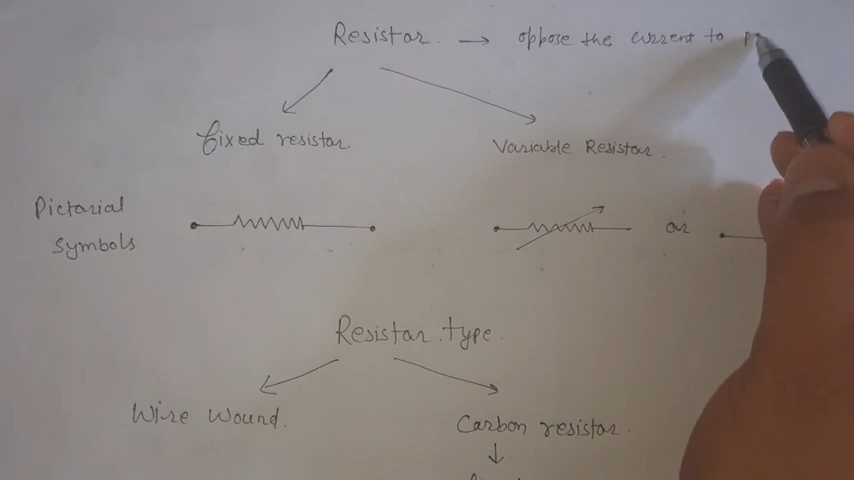 Resistor → oppose the current to
fixed resistor
Variable Resistor.
Pictorial
Symbols
or
Resistor type.
Wire Wound.
Carbon resistor.